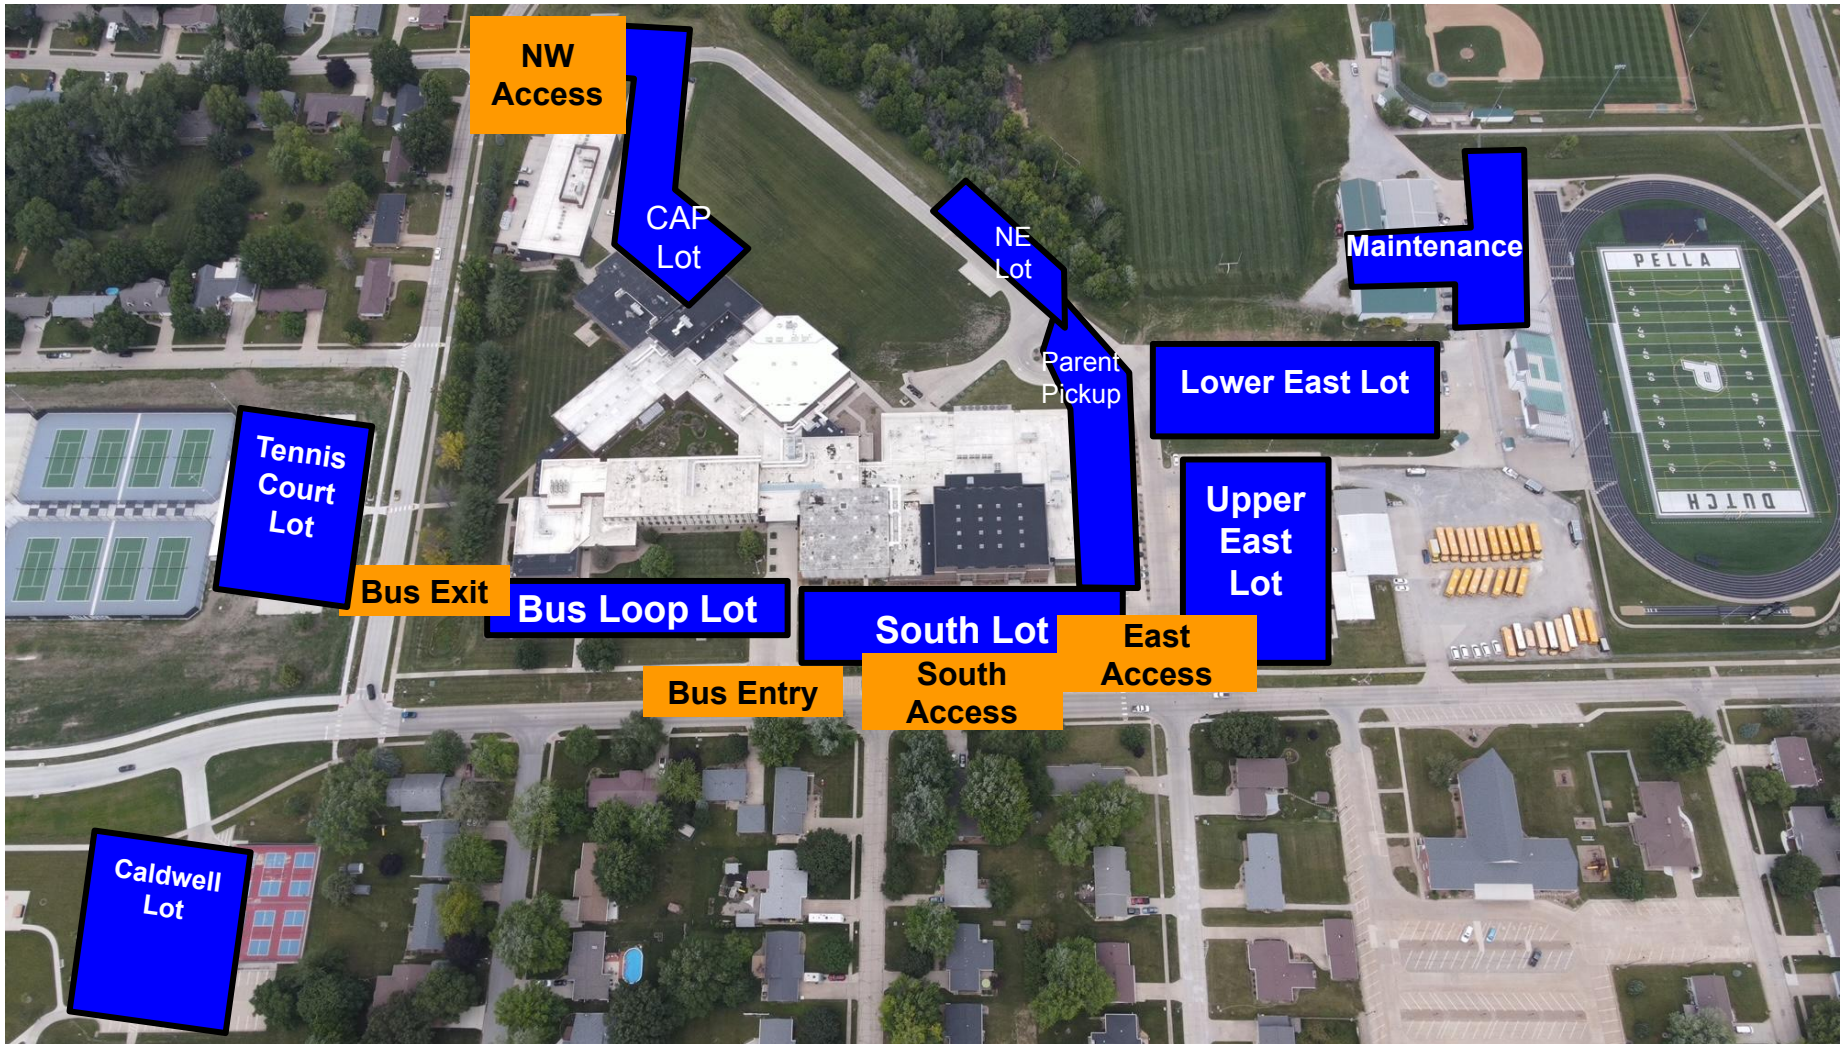 NW
Access
CAP
Lot
NE
Lot
Maintenance
PELLA
P
DUTCH
Parent
Pickup
Lower East Lot
Tennis
Court
Lot
Upper
East
Lot
Bus Exit
Bus Loop Lot
South Lot
East
Access
South
Access
Bus Entry
Caldwell
Lot